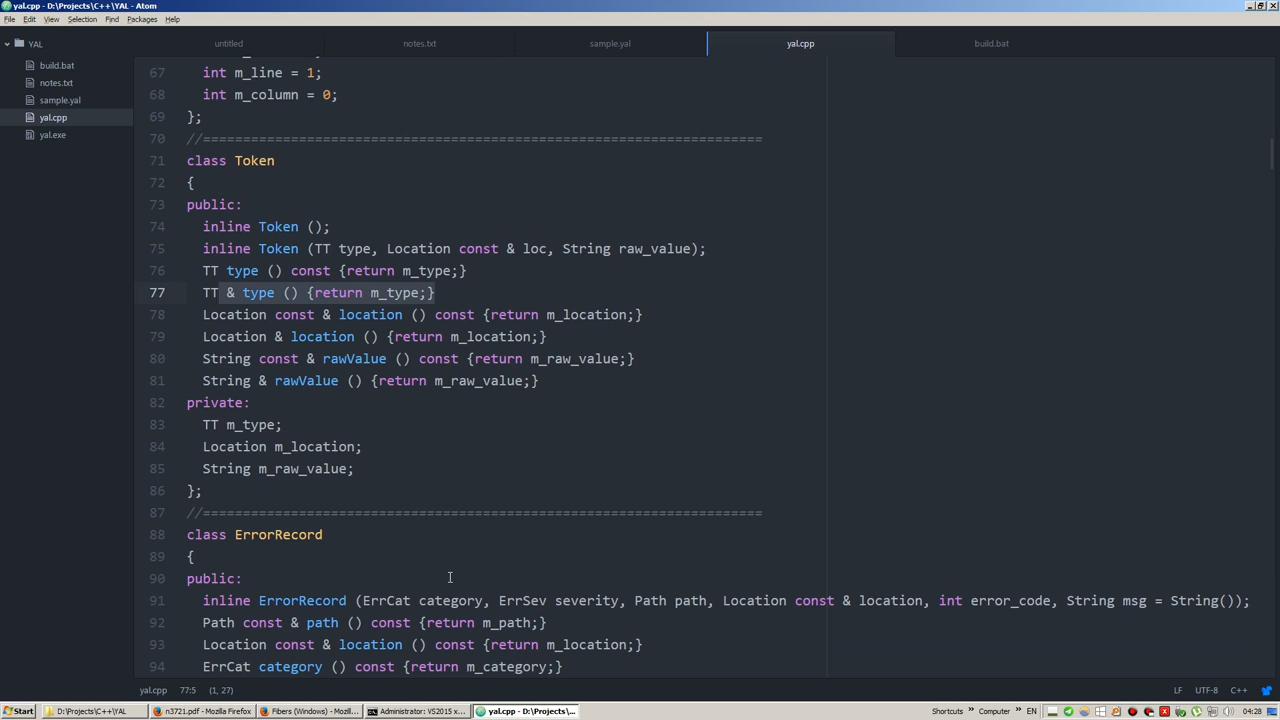 yal.cpp - D:\Projects\C++\YAL - Atom
File Edit View Selection Find Packages Help
YAL
build.bat
notes.txt
sample.yal
yal.cpp
yal.exe
untitled notes.txt sample.yal yal.cpp build.bat
67 int m_line = 1;
68 int m_column = 0;
69 };
70 //======================================================================
71 class Token
72 {
73 public:
74 inline Token ();
75 inline Token (TT type, Location const & loc, String raw_value);
76 TT type () const {return m_type;}
77 TT & type () {return m_type;}
78 Location const & location () const {return m_location;}
79 Location & location () {return m_location;}
80 String const & rawValue () const {return m_raw_value;}
81 String & rawValue () {return m_raw_value;}
82 private:
83 TT m_type;
84 Location m_location;
85 String m_raw_value;
86 };
87 //======================================================================
88 class ErrorRecord
89 {
90 public:
91 inline ErrorRecord (ErrCat category, ErrSev severity, Path path, Location const & location, int error_code, String msg = String());
92 Path const & path () const {return m_path;}
93 Location const & location () const {return m_location;}
94 ErrCat category () const {return m_category;}
yal.cpp 77:5 (1, 27) LF UTF-8 C++
Start D:\Projects\C++\YAL n3721.pdf - Mozilla Firefox Fibers (Windows) - Mozill... Administrator: VS2015 x... yal.cpp - D:\Projects\... Shortcuts » Computer » EN 04:28